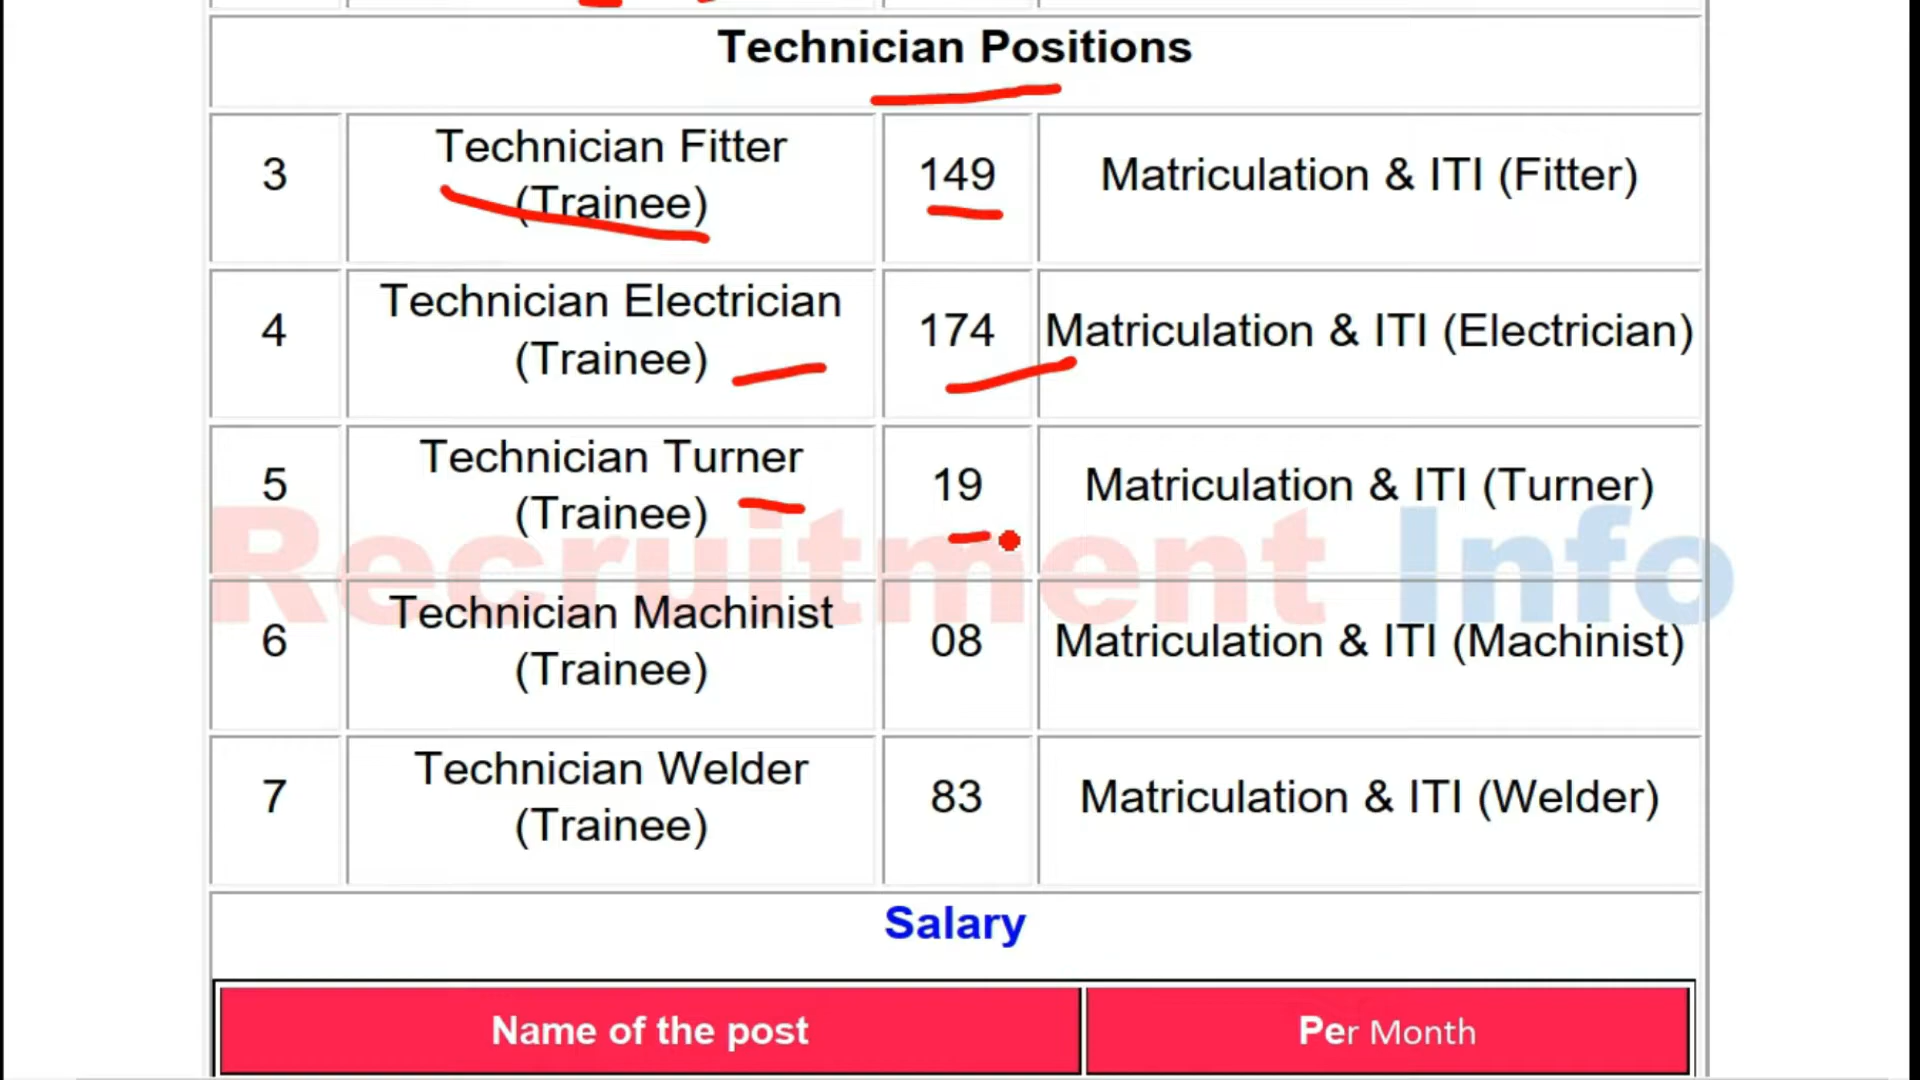 Technician Positions
3
Technician Fitter
(Trainee)
149
Matriculation & ITI (Fitter)
4
Technician Electrician
(Trainee)
174
Matriculation & ITI (Electrician)
5
Technician Turner
(Trainee)
19
Matriculation & ITI (Turner)
Recruitment Info
6
Technician Machinist
(Trainee)
08
Matriculation & ITI (Machinist)
7
Technician Welder
(Trainee)
83
Matriculation & ITI (Welder)
Salary
Name of the post
Per Month